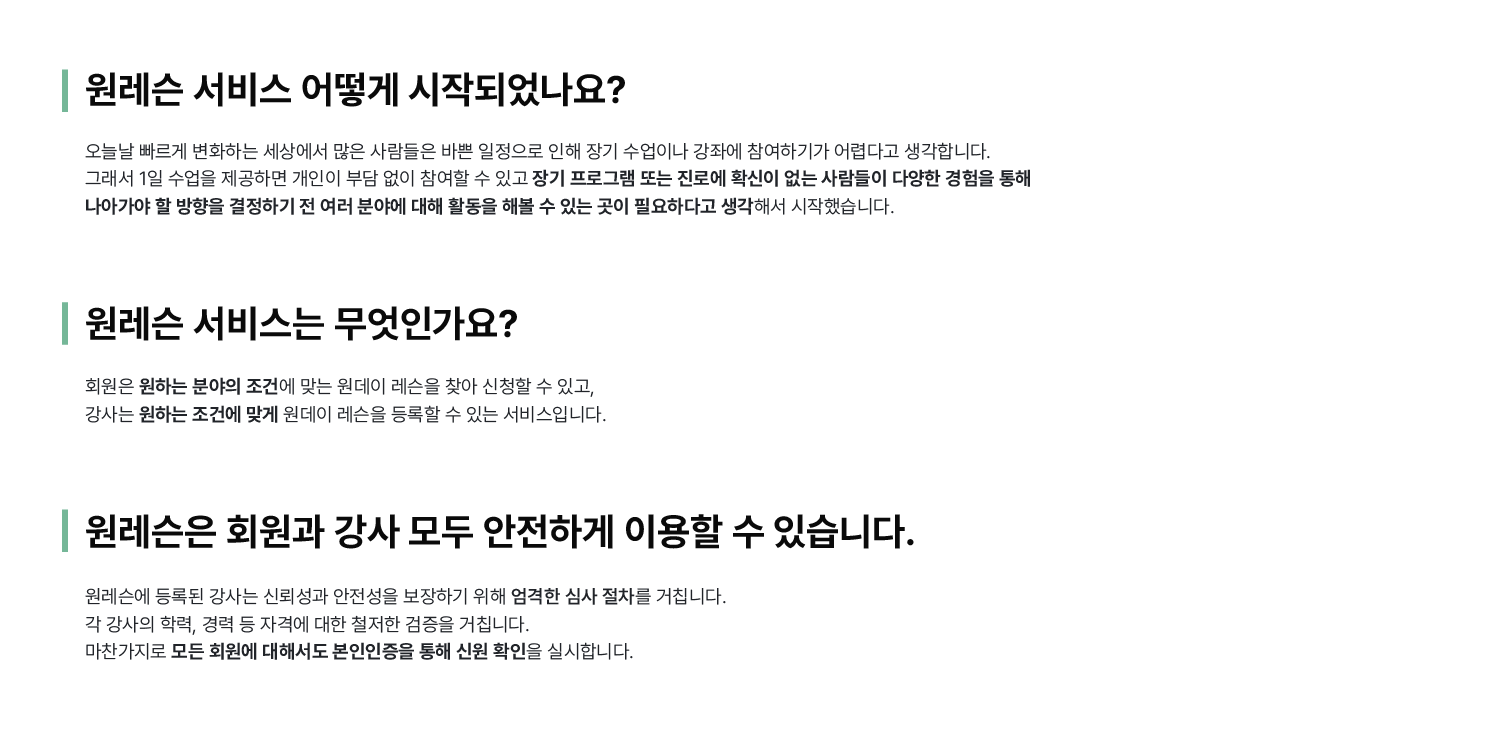 원레슨 서비스 어떻게 시작되었나요?
오늘날 빠르게 변화하는 세상에서 많은 사람들은 바쁜 일정으로 인해 장기 수업이나 강좌에 참여하기가 어렵다고 생각합니다.
그래서 1일 수업을 제공하면 개인이 부담 없이 참여할 수 있고 장기 프로그램 또는 진로에 확신이 없는 사람들이 다양한 경험을 통해
나아가야 할 방향을 결정하기 전 여러 분야에 대해 활동을 해볼 수 있는 곳이 필요하다고 생각해서 시작했습니다.
원레슨 서비스는 무엇인가요?
회원은 원하는 분야의 조건에 맞는 원데이 레슨을 찾아 신청할 수 있고,
강사는 원하는 조건에 맞게 원데이 레슨을 등록할 수 있는 서비스입니다.
원레슨은 회원과 강사 모두 안전하게 이용할 수 있습니다.
원레슨에 등록된 강사는 신뢰성과 안전성을 보장하기 위해 엄격한 심사 절차를 거칩니다.
각 강사의 학력, 경력 등 자격에 대한 철저한 검증을 거칩니다.
마찬가지로 모든 회원에 대해서도 본인인증을 통해 신원 확인을 실시합니다.